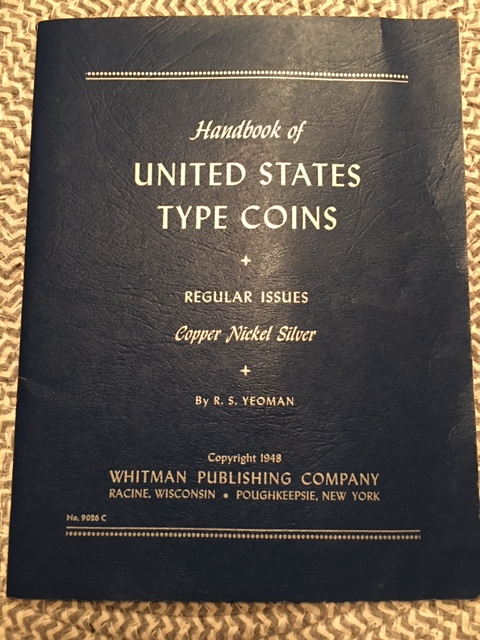 Handbook of
UNITED STATES
TYPE COINS
+
REGULAR ISSUES
Copper Nickel Silver
+
By R. S. YEOMAN
Copyright 1948
WHITMAN PUBLISHING COMPANY
RACINE, WISCONSIN • POUGHKEEPSIE, NEW YORK
No. 9026 C